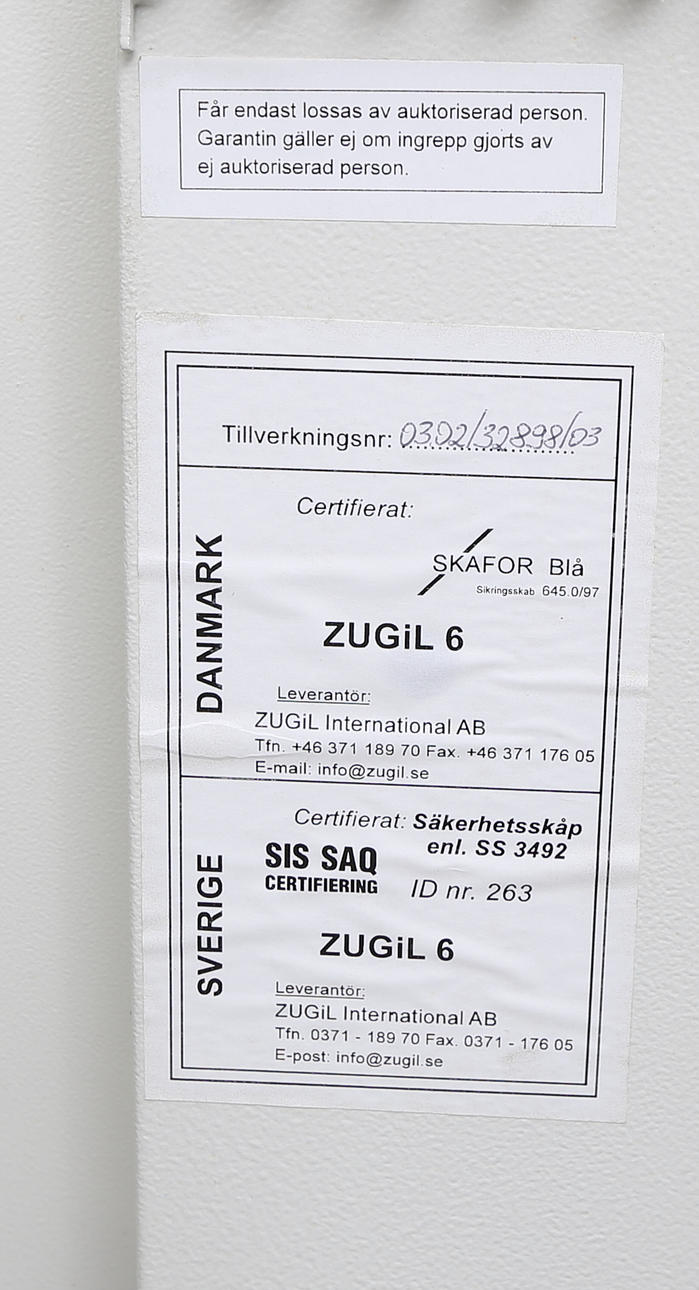 Får endast lossas av auktoriserad person.
Garantin gäller ej om ingrepp gjorts av
ej auktoriserad person.
Tillverkningsnr: 0302/32898/03
DANMARK
Certifierat:
SKAFOR Blå
Sikringsskab 645.0/97
ZUGiL 6
Leverantör:
ZUGiL International AB
Tfn. +46 371 189 70 Fax. +46 371 176 05
E-mail: info@zugil.se
SVERIGE
Certifierat: Säkerhetsskåp
enl. SS 3492
SIS SAQ
CERTIFIERING
ID nr. 263
ZUGiL 6
Leverantör:
ZUGiL International AB
Tfn. 0371 - 189 70 Fax. 0371 - 176 05
E-post: info@zugil.se